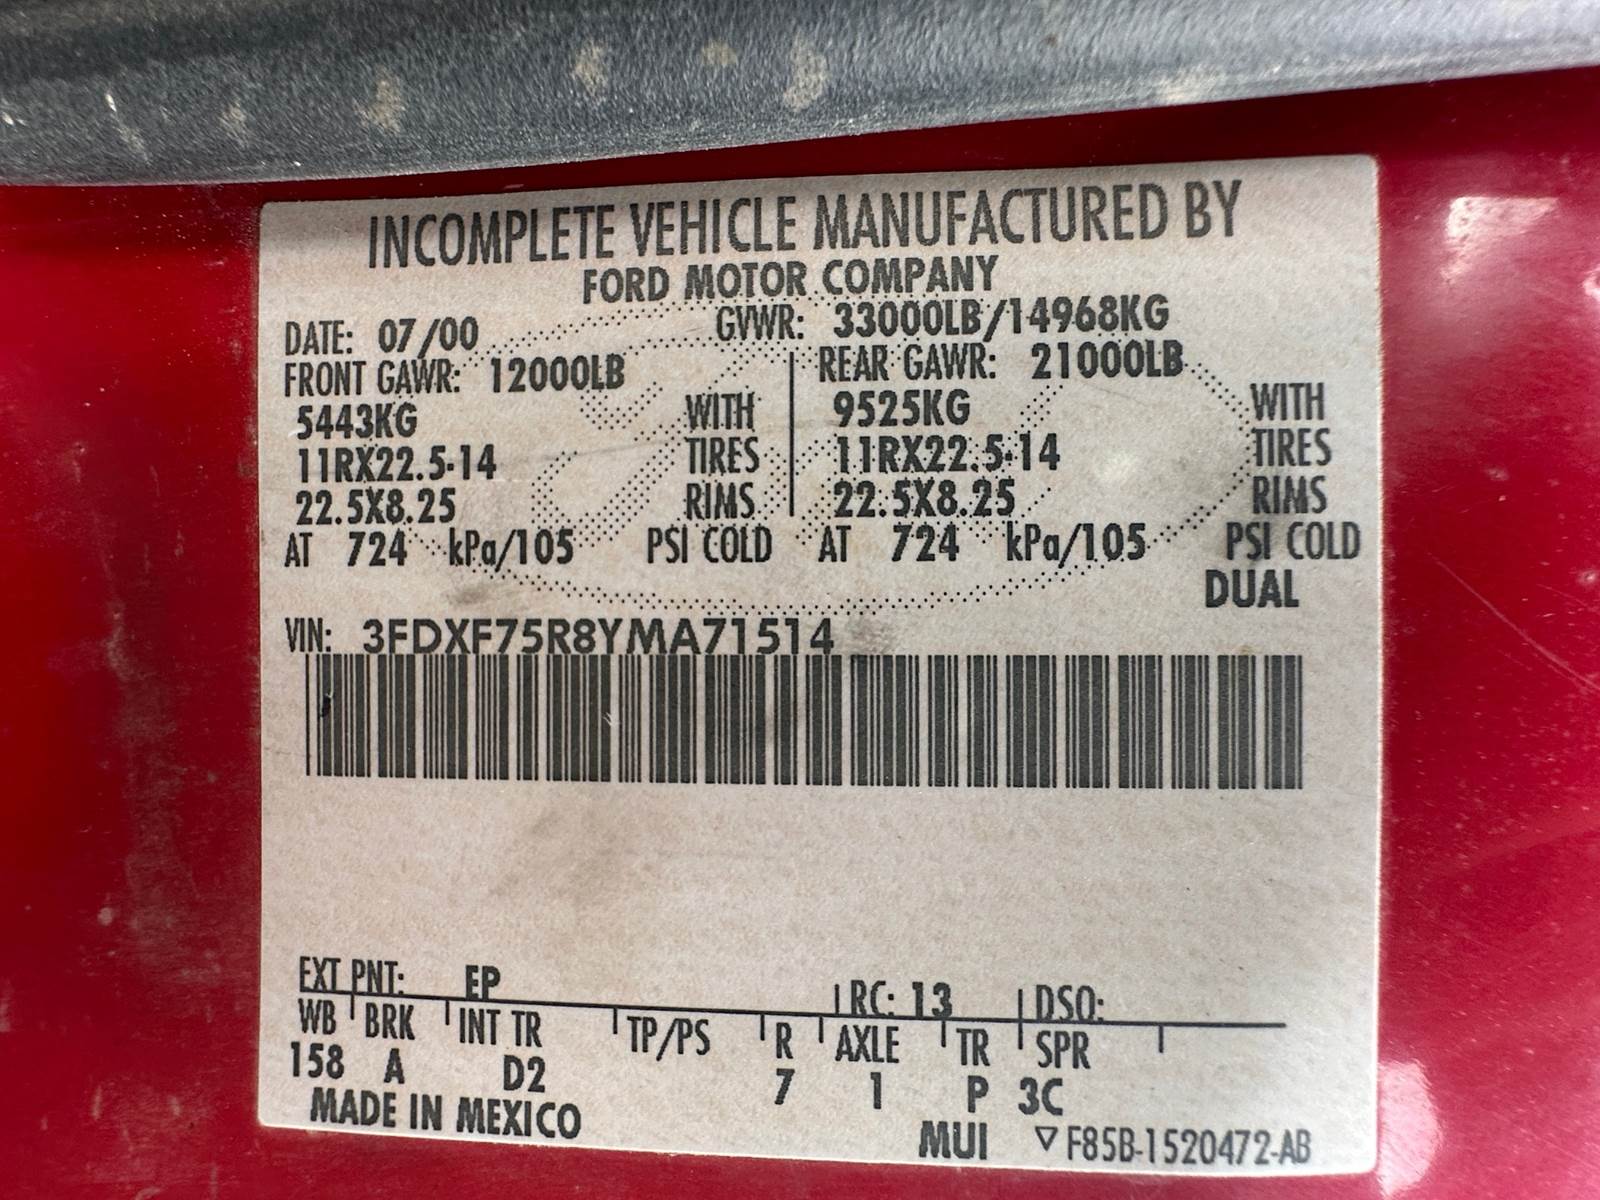 INCOMPLETE VEHICLE MANUFACTURED BY
FORD MOTOR COMPANY
DATE: 07/00 GVWR: 33000LB/14968KG
FRONT GAWR: 12000LB REAR GAWR: 21000LB
5443KG WITH 9525KG WITH
11RX22.5-14 TIRES 11RX22.5-14 TIRES
22.5X8.25 RIMS 22.5X8.25 RIMS
AT 724 kPa/105 PSI COLD AT 724 kPa/105 PSI COLD
DUAL
VIN: 3FDXF75R8YMA71514
EXT PNT: EP RC: 13 DSO:
WB BRK INT TR TP/PS R AXLE TR SPR
158 A D2 7 1 P 3C
MADE IN MEXICO
MUI ▽F85B-1520472-AB